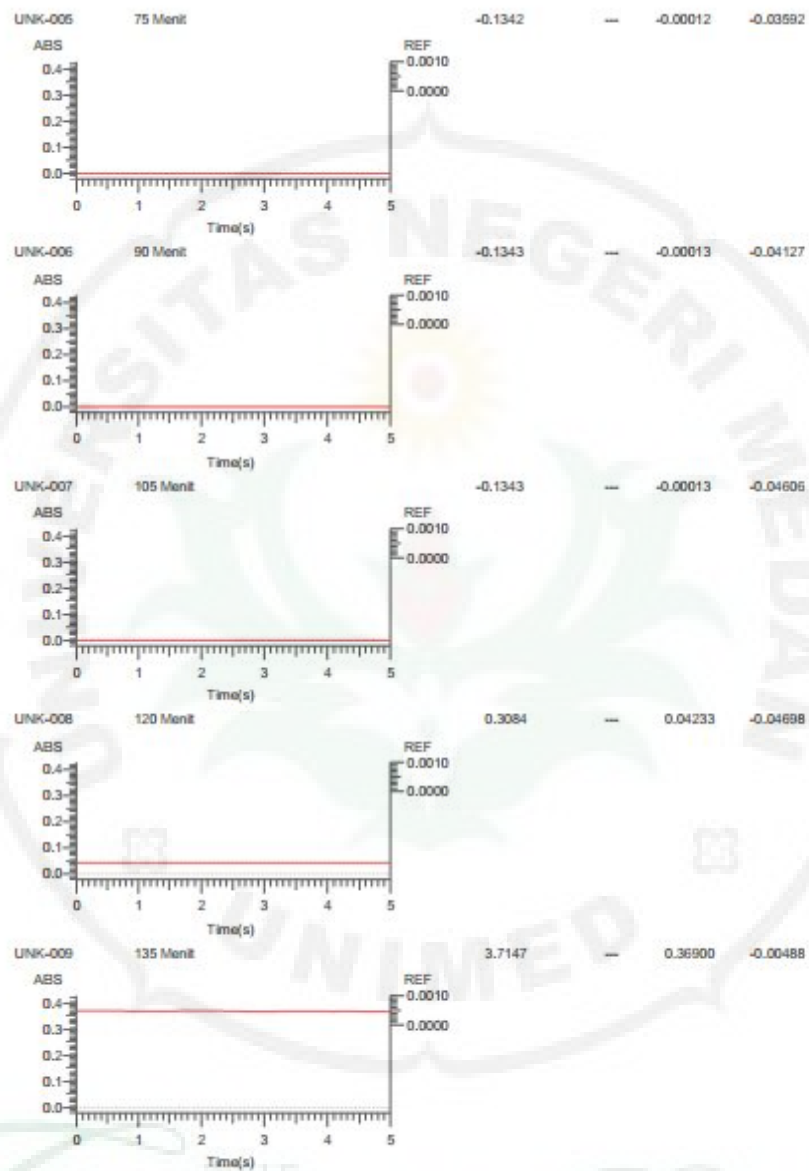 UNK-005 75 Menit -0.1342 --- -0.00012 -0.03592
ABS REF
0.4 0.0010
0.3 0.0000
0.2
0.1
0.0
0 1 2 3 4 5
Time(s)
UNK-006 90 Menit -0.1343 --- -0.00013 -0.04127
ABS REF
0.4 0.0010
0.3 0.0000
0.2
0.1
0.0
0 1 2 3 4 5
Time(s)
UNK-007 105 Menit -0.1343 --- -0.00013 -0.04606
ABS REF
0.4 0.0010
0.3 0.0000
0.2
0.1
0.0
0 1 2 3 4 5
Time(s)
UNK-008 120 Menit 0.3084 --- 0.04233 -0.04698
ABS REF
0.4 0.0010
0.3 0.0000
0.2
0.1
0.0
0 1 2 3 4 5
Time(s)
UNK-009 135 Menit 3.7147 --- 0.36900 -0.00488
ABS REF
0.4 0.0010
0.3 0.0000
0.2
0.1
0.0
0 1 2 3 4 5
Time(s)
UNIVERSITAS NEGERI MEDAN
UNIMED